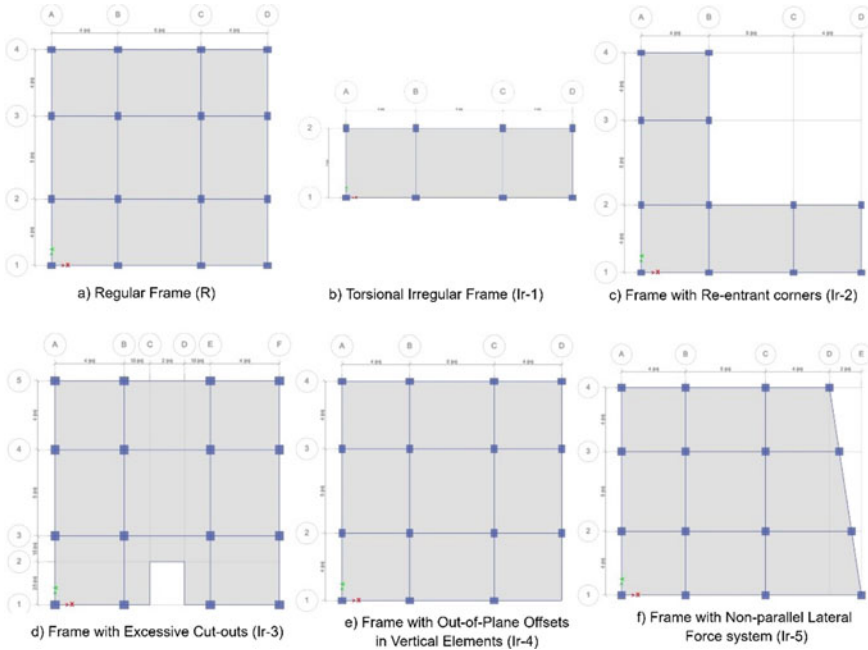 A B C D
4
3
2
1
X
a) Regular Frame (R)
A B C D
2
1
b) Torsional Irregular Frame (Ir-1)
A B C D
4
3
2
1
X
c) Frame with Re-entrant corners (Ir-2)
A B C D E F
5
4
3
2
1
X
d) Frame with Excessive Cut-outs (Ir-3)
A B C D
4
3
2
1
X
e) Frame with Out-of-Plane Offsets
in Vertical Elements (Ir-4)
A B C D E
4
3
2
1
X
f) Frame with Non-parallel Lateral
Force system (Ir-5)